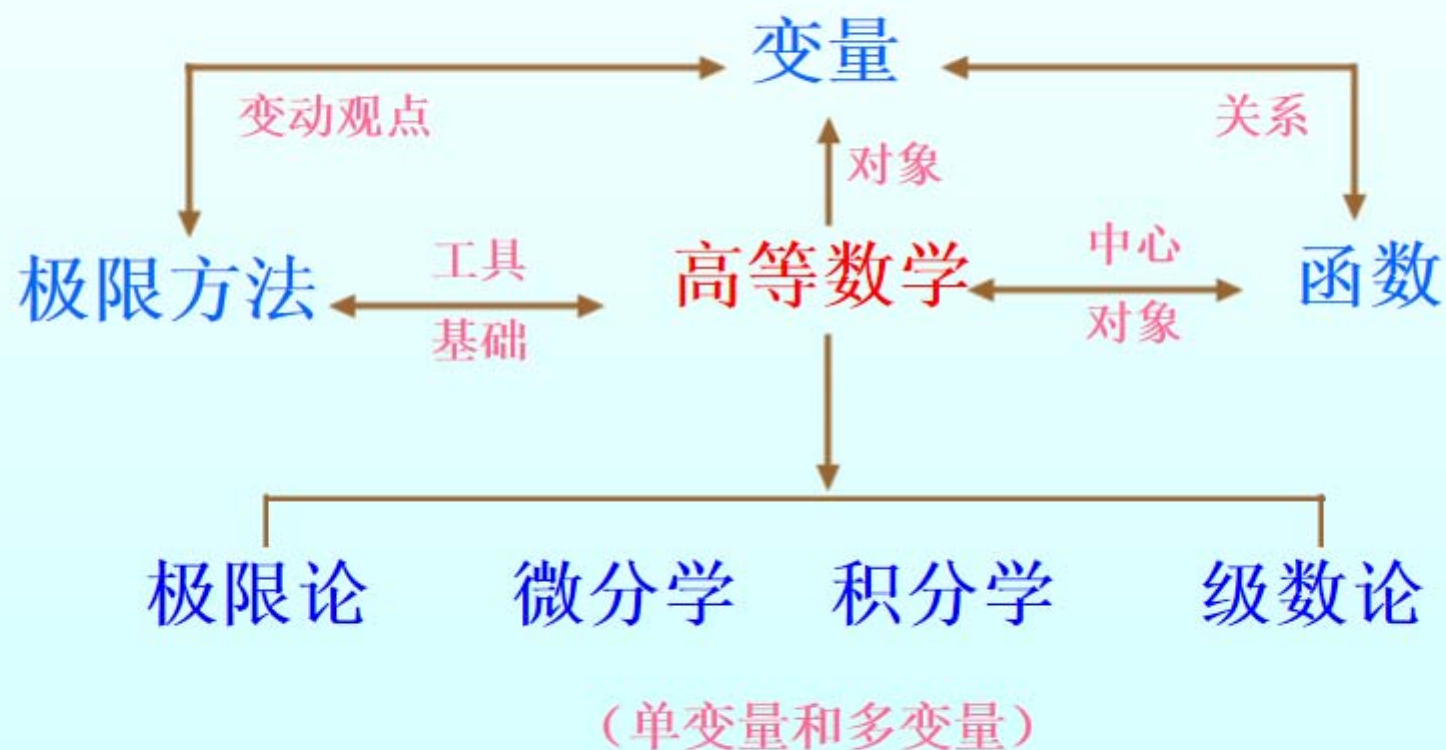 变量
变动观点
关系
对象
极限方法
工具
基础
高等数学
中心
对象
函数
极限论 微分学 积分学 级数论
（单变量和多变量）